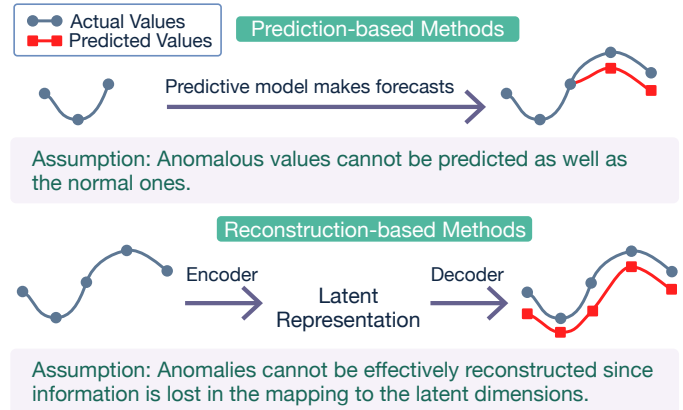 Actual Values
Predicted Values
Prediction-based Methods
Predictive model makes forecasts
Assumption: Anomalous values cannot be predicted as well as
the normal ones.
Reconstruction-based Methods
Encoder
Latent
Representation
Decoder
Assumption: Anomalies cannot be effectively reconstructed since
information is lost in the mapping to the latent dimensions.